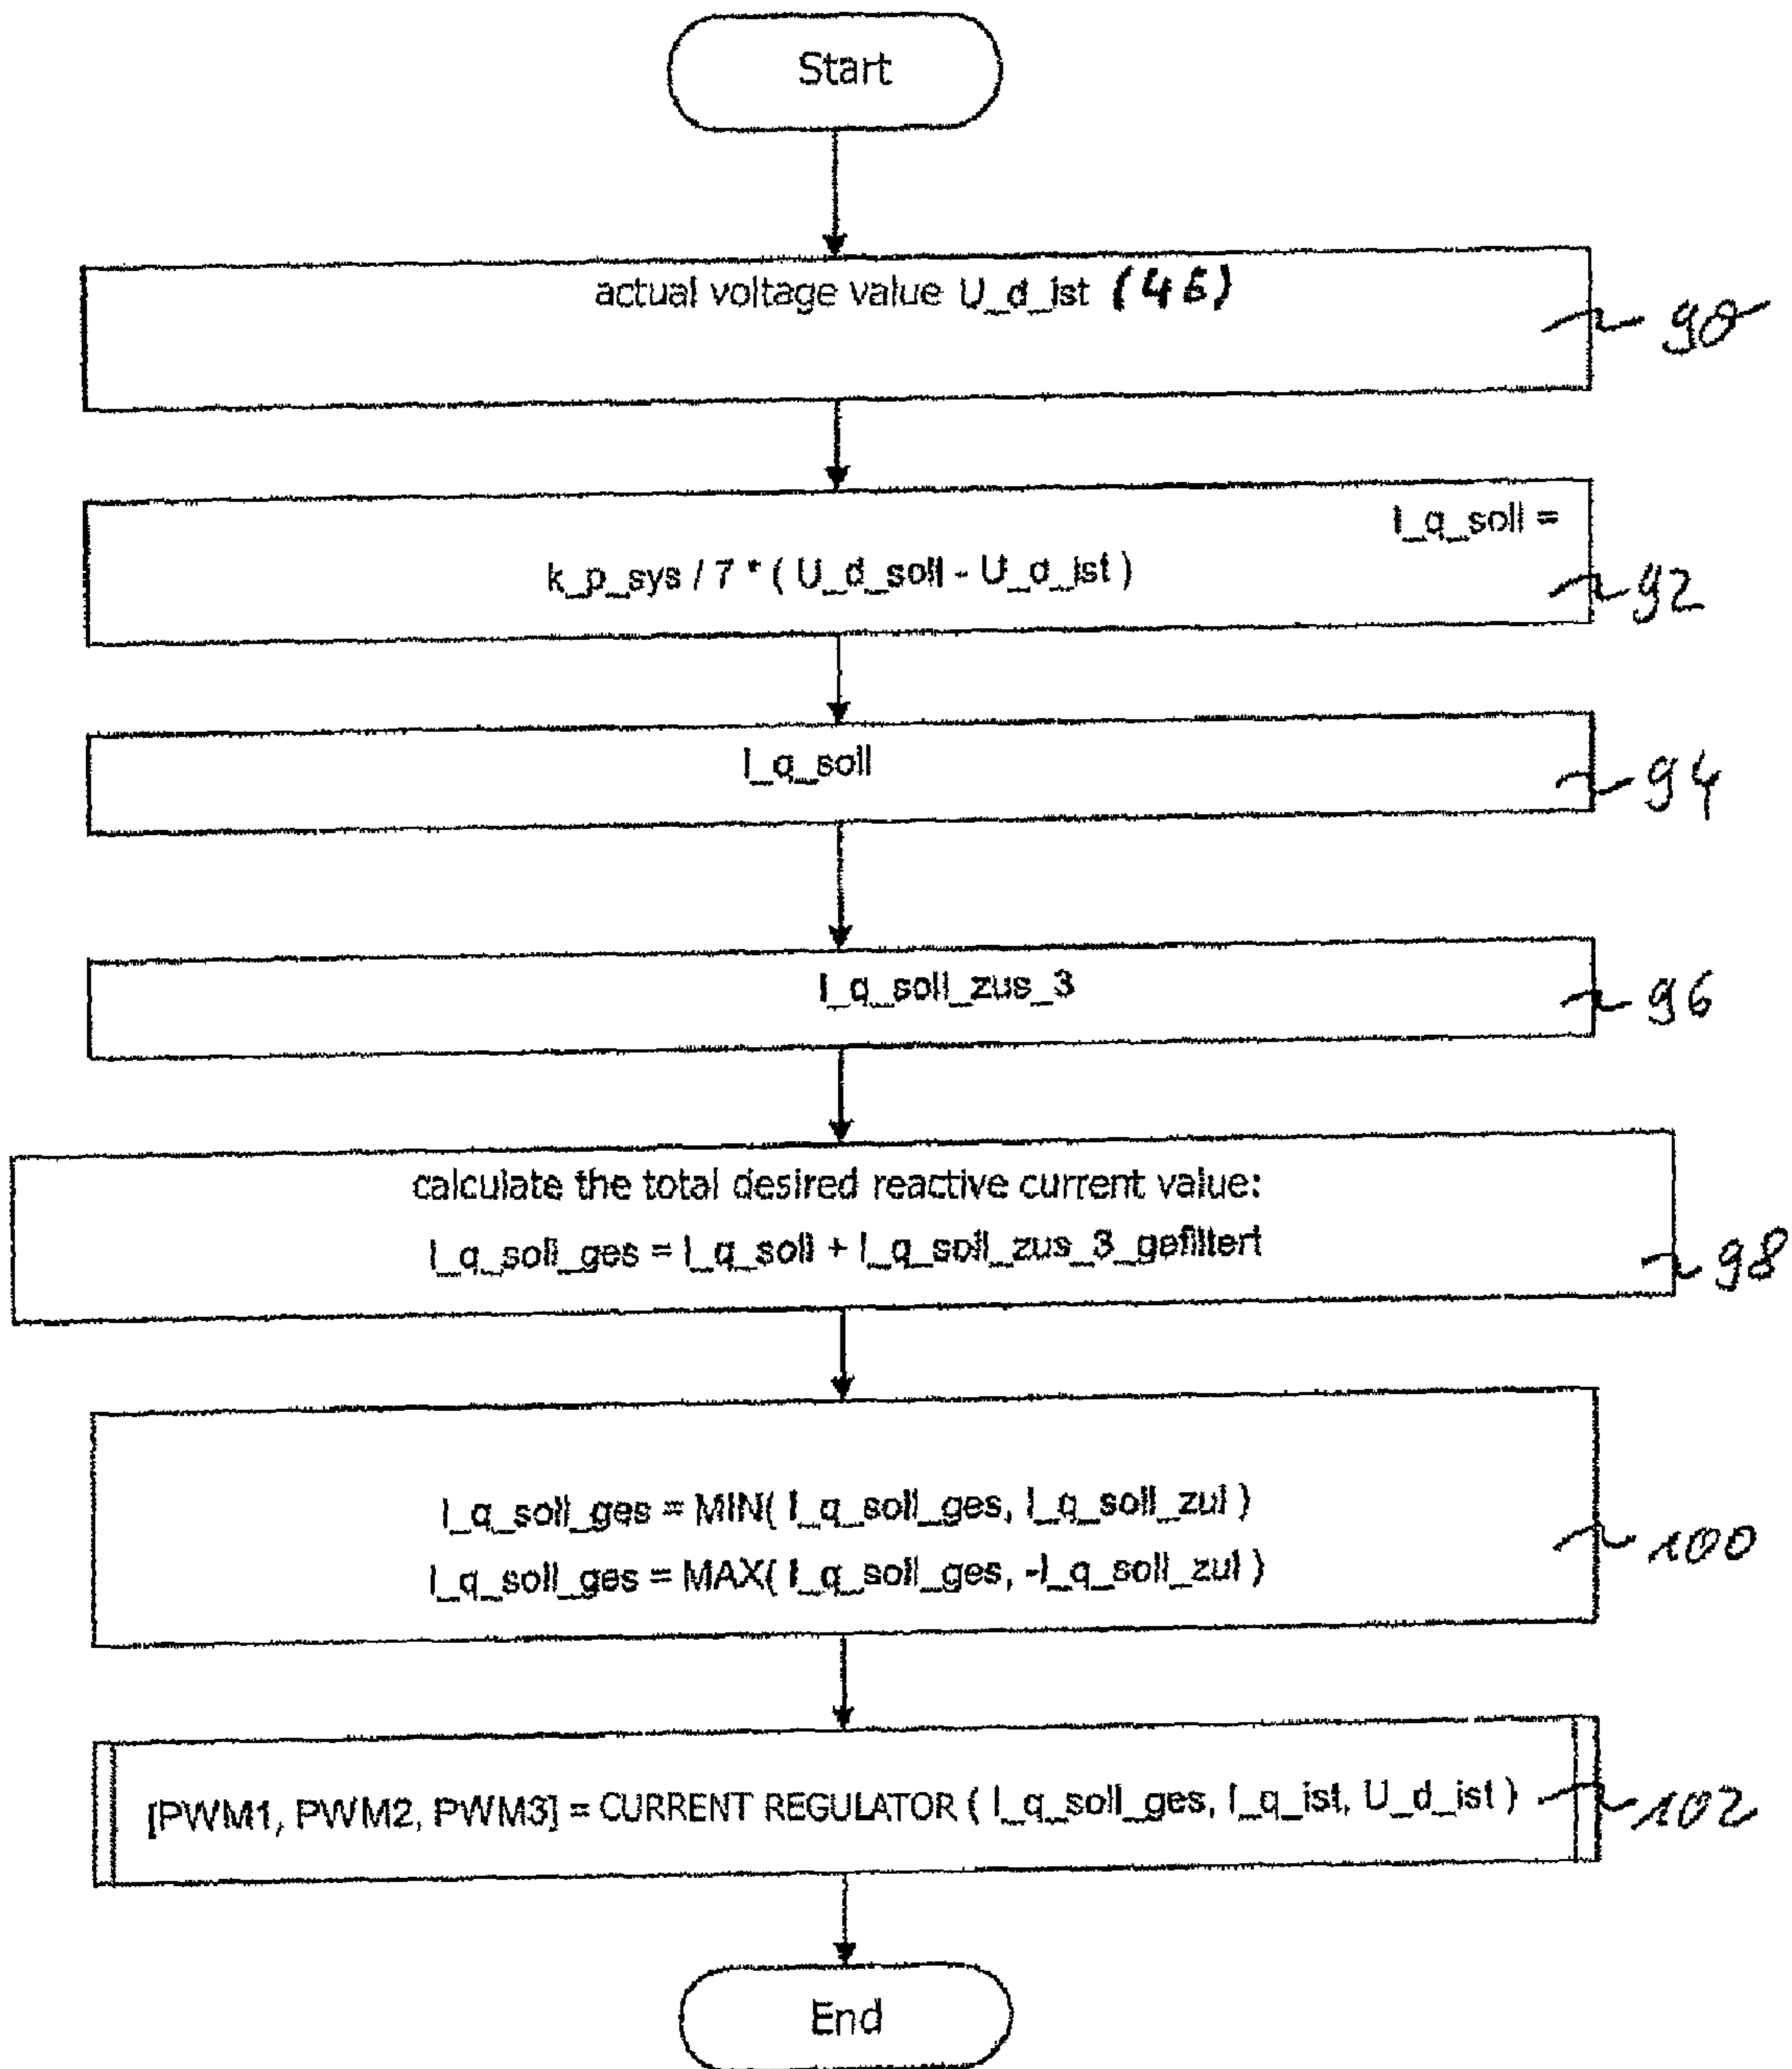 Start
actual voltage value U_d_ist (46)
90
I_q_soll =
k_p_sys / 7 * ( U_d_soll - U_d_ist )
92
I_q_soll
94
I_q_soll_zus_3
96
calculate the total desired reactive current value:
I_q_soll_ges = I_q_soll + I_q_soll_zus_3_gefiltert
98
I_q_soll_ges = MIN( I_q_soll_ges, I_q_soll_zul )
I_q_soll_ges = MAX( I_q_soll_ges, -I_q_soll_zul )
100
[PWM1, PWM2, PWM3] = CURRENT REGULATOR ( I_q_soll_ges, I_q_ist, U_d_ist )
102
End